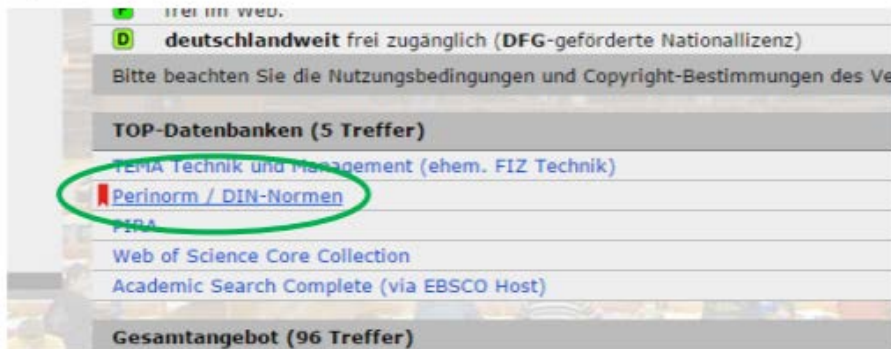 F frei im Web.
D deutschlandweit frei zugänglich (DFG-geförderte Nationallizenz)
Bitte beachten Sie die Nutzungsbedingungen und Copyright-Bestimmungen des Ve
TOP-Datenbanken (5 Treffer)
TEMA Technik und Management (ehem. FIZ Technik)
Perinorm / DIN-Normen
PIRA
Web of Science Core Collection
Academic Search Complete (via EBSCO Host)
Gesamtangebot (96 Treffer)